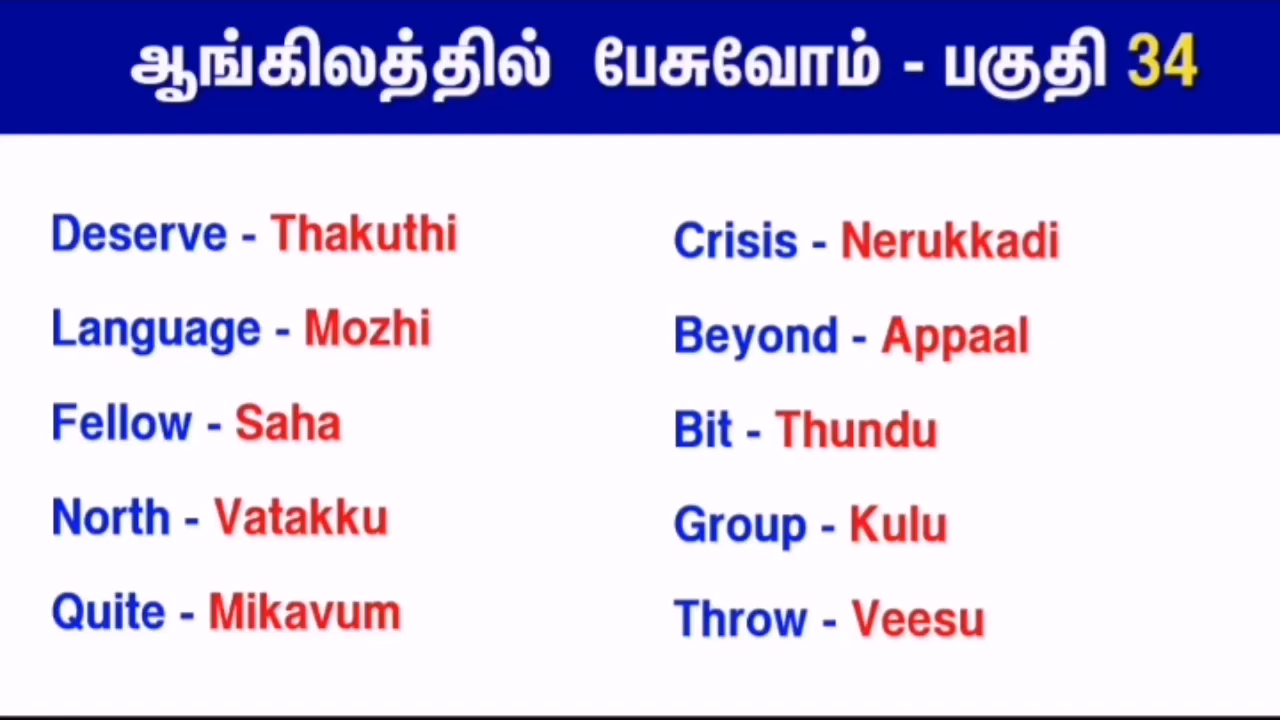 ஆங்கிலத்தில் பேசுவோம் - பகுதி 34
Deserve - Thakuthi
Language - Mozhi
Fellow - Saha
North - Vatakku
Quite - Mikavum
Crisis - Nerukkadi
Beyond - Appaal
Bit - Thundu
Group - Kulu
Throw - Veesu